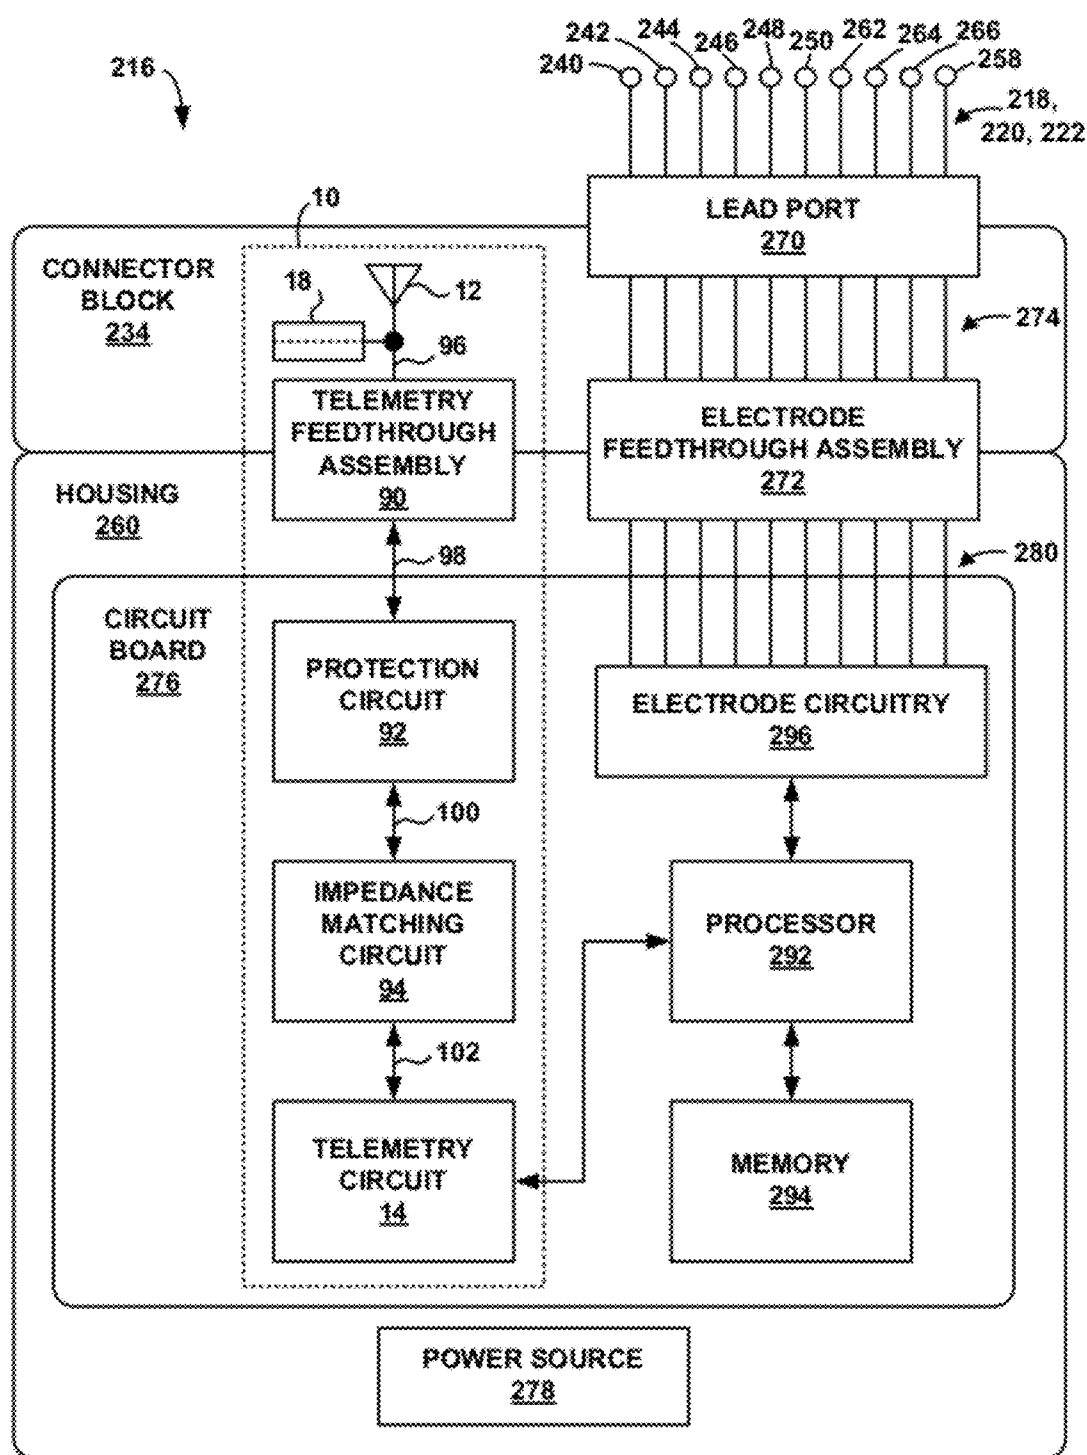 216
240
242
244
246
248
250
262
264
266
258
218,
220, 222
10
LEAD PORT
270
CONNECTOR
BLOCK
234
18
12
96
274
TELEMETRY
FEEDTHROUGH
ASSEMBLY
90
ELECTRODE
FEEDTHROUGH ASSEMBLY
272
HOUSING
260
98
280
CIRCUIT
BOARD
276
PROTECTION
CIRCUIT
92
ELECTRODE CIRCUITRY
296
100
IMPEDANCE
MATCHING
CIRCUIT
94
PROCESSOR
292
102
TELEMETRY
CIRCUIT
14
MEMORY
294
POWER SOURCE
278